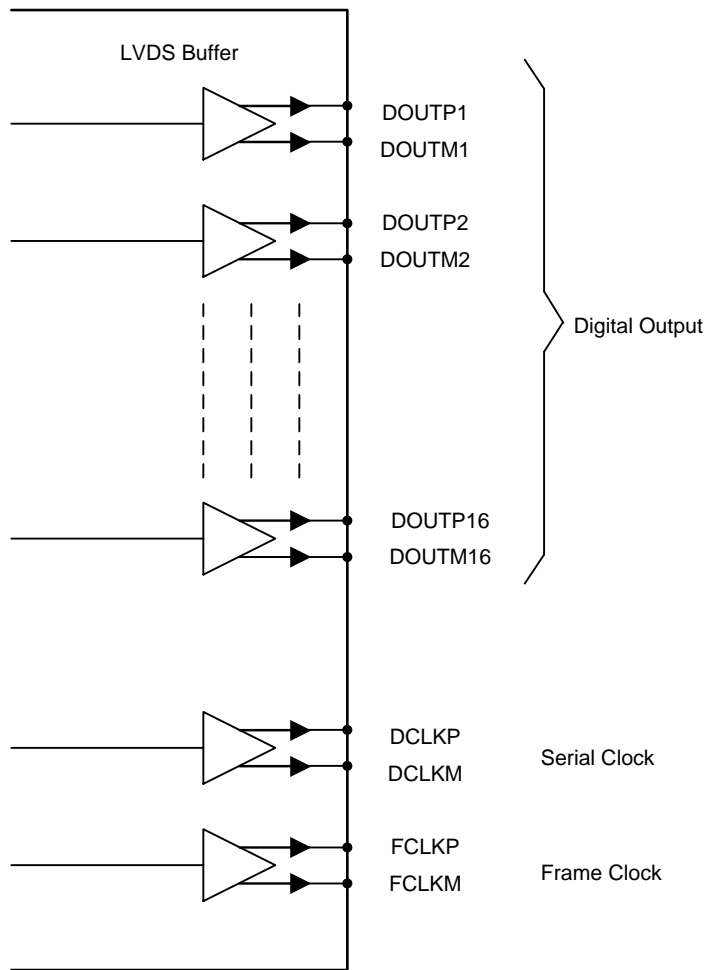 LVDS Buffer
DOUTP1
DOUTM1
DOUTP2
DOUTM2
Digital Output
DOUTP16
DOUTM16
DCLKP
Serial Clock
DCLKM
FCLKP
Frame Clock
FCLKM